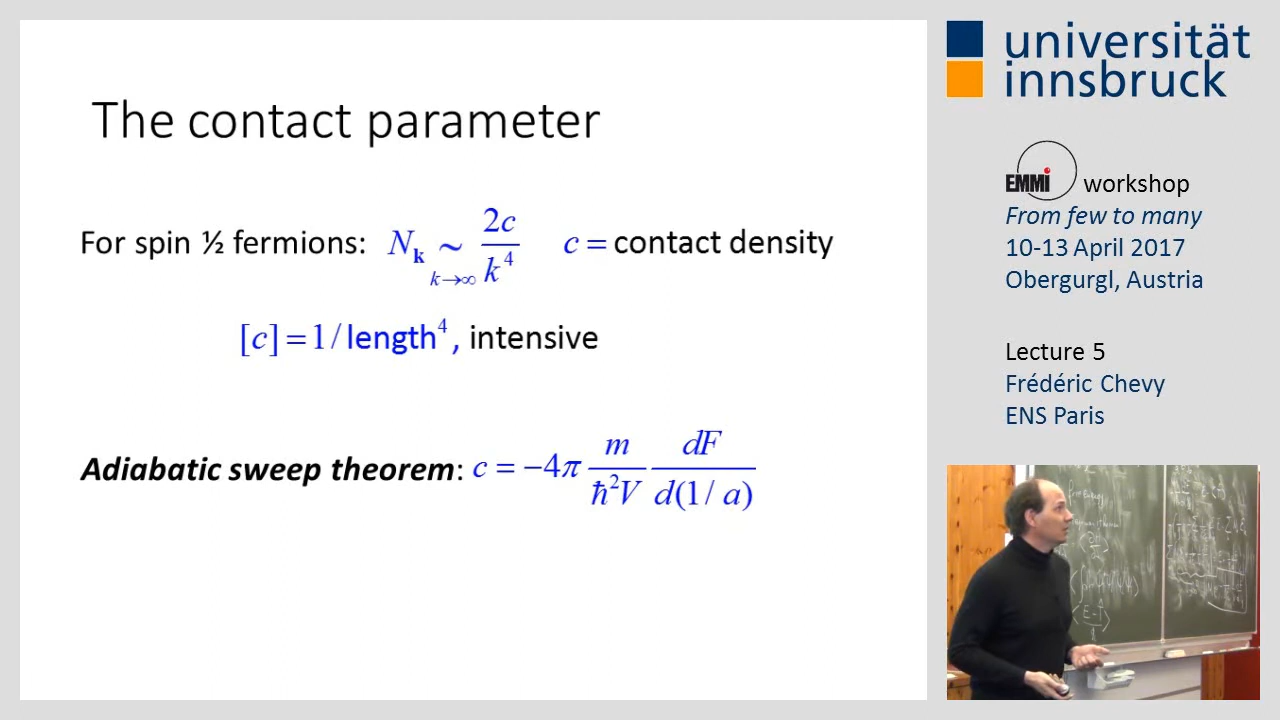 The contact parameter
For spin ½ fermions: N_k ~ 2c/k^4 c = contact density
k→∞
[c] = 1/length^4, intensive
Adiabatic sweep theorem: c = −4π m/ħ^2V dF/d(1/a)
universität
innsbruck
EMMI workshop
From few to many
10-13 April 2017
Obergurgl, Austria
Lecture 5
Frédéric Chevy
ENS Paris